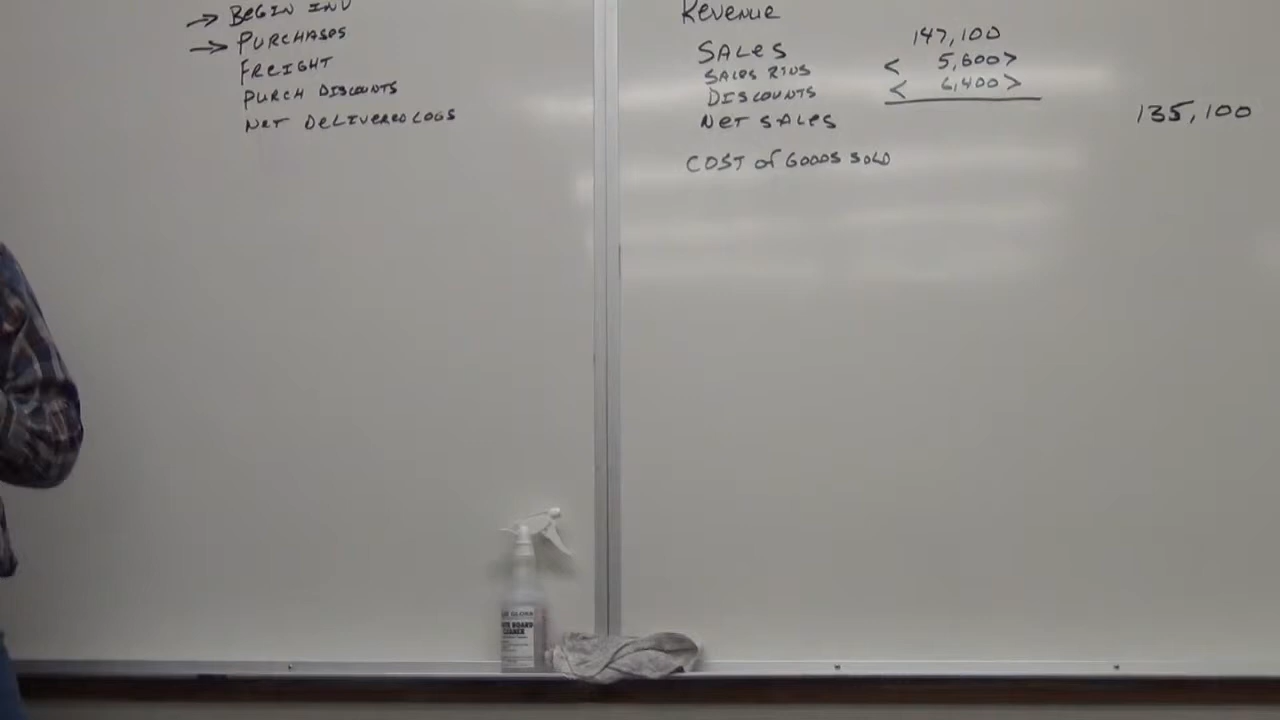 → BEGIN INV
→ PURCHASES
FREIGHT
PURCH DISCOUNTS
NET DELIVERED COGS
Revenue
SALES 147,100
SALES RTNS < 5,600>
DISCOUNTS < 6,400>
NET SALES 135,100
COST of GOODS SOLD
BOARD